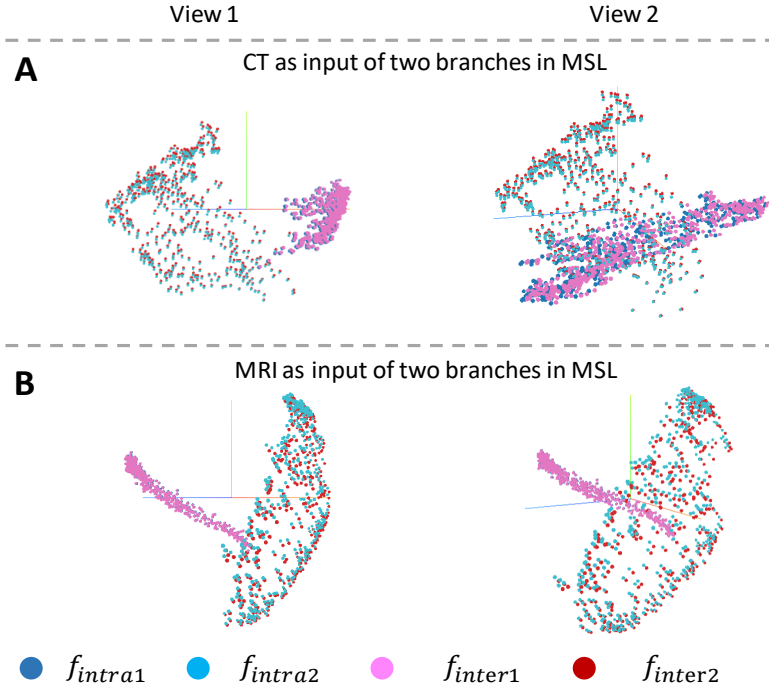 View 1 View 2
A
CT as input of two branches in MSL
B
MRI as input of two branches in MSL
f_intra1 f_intra2 f_inter1 f_inter2